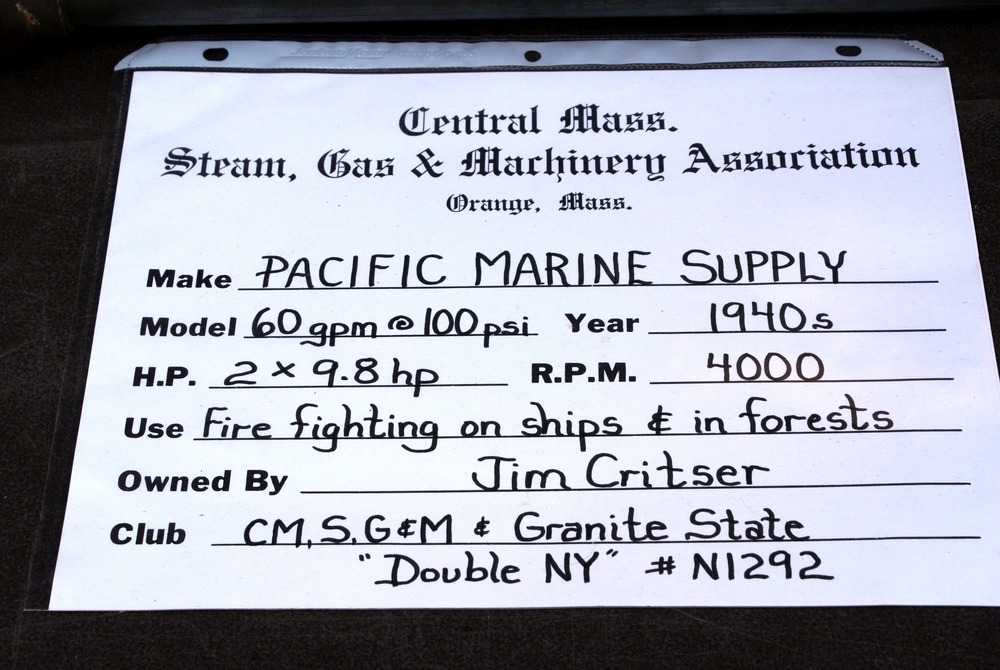 Central Mass.
Steam, Gas & Machinery Association
Orange, Mass.
Make PACIFIC MARINE SUPPLY
Model 60 gpm @ 100 psi Year 1940s
H.P. 2 × 9.8 hp R.P.M. 4000
Use Fire fighting on ships & in forests
Owned By Jim Critser
Club CM, S, G&M & Granite State
"Double NY" # N1292